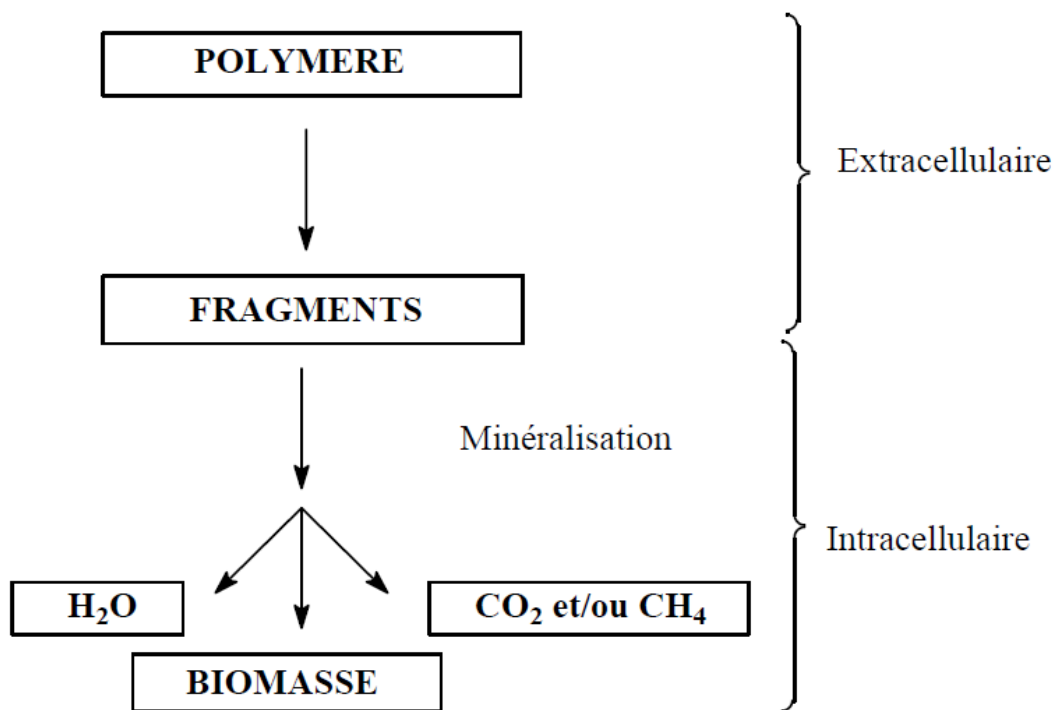 POLYMERE
Extracellulaire
FRAGMENTS
Minéralisation
Intracellulaire
H₂O
CO₂ et/ou CH₄
BIOMASSE